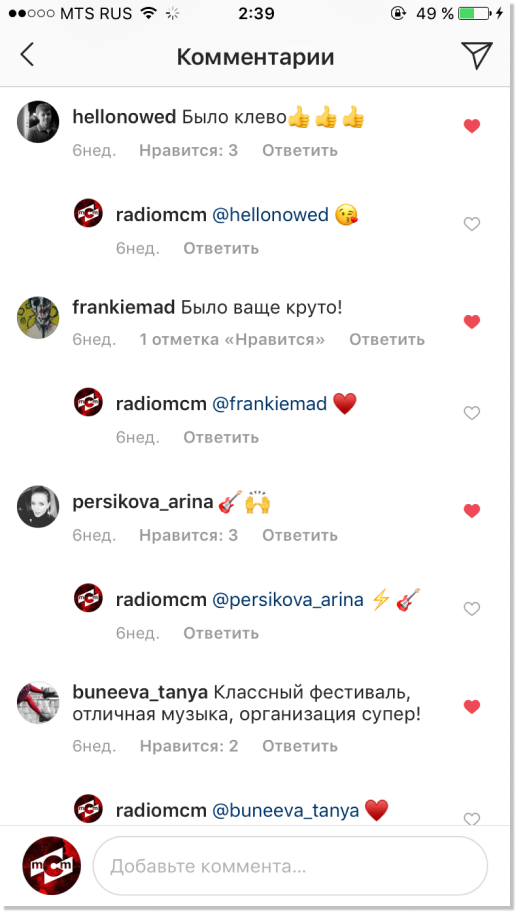 MTS RUS 2:39 49 %
Комментарии
hellonowed Было клево👍👍👍
6нед. Нравится: 3 Ответить
radiomcm @hellonowed 😘
6нед. Ответить
frankiemad Было ваще круто!
6нед. 1 отметка «Нравится» Ответить
radiomcm @frankiemad ♥️
6нед. Ответить
persikova_arina 🎸🙌
6нед. Нравится: 3 Ответить
radiomcm @persikova_arina ⚡🎸
6нед. Ответить
buneeva_tanya Классный фестиваль,
отличная музыка, организация супер!
6нед. Нравится: 2 Ответить
radiomcm @buneeva_tanya ♥️
mcm Добавьте коммента...